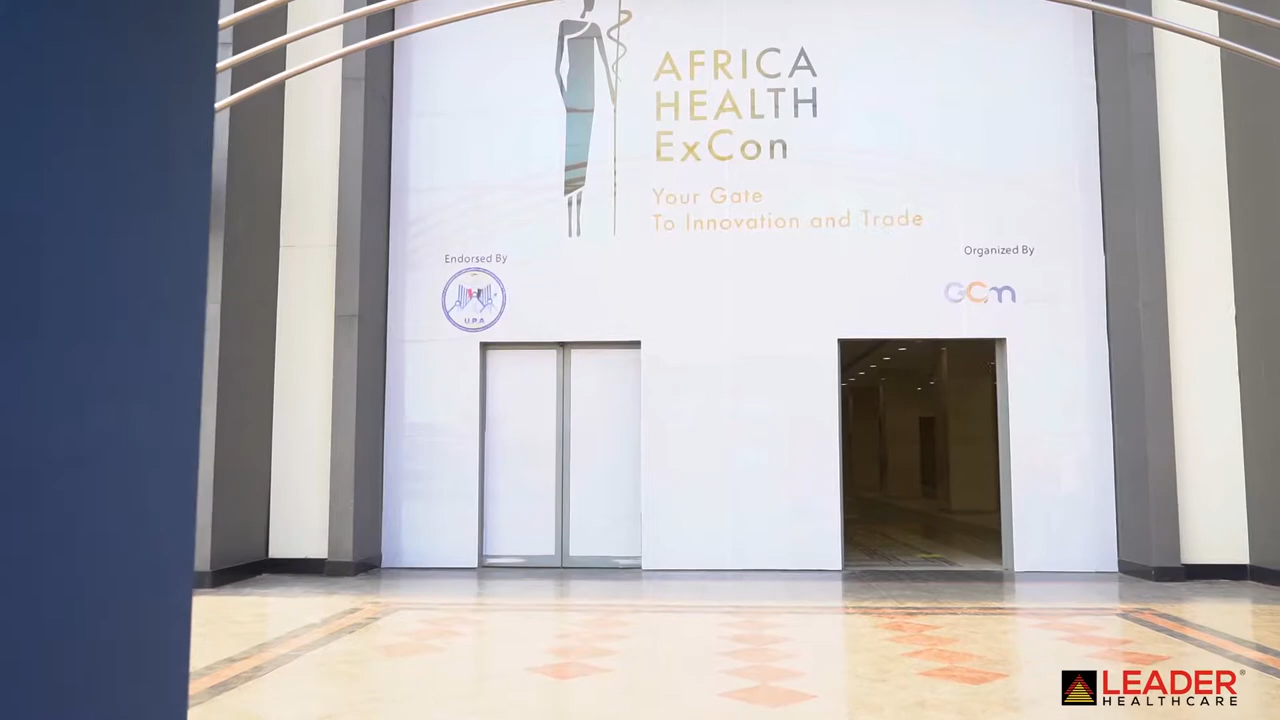 AFRICA
HEALTH
ExCon
Your Gate
To Innovation and Trade
Endorsed By
U.P.A
Organized By
GCm
LEADER®
HEALTHCARE